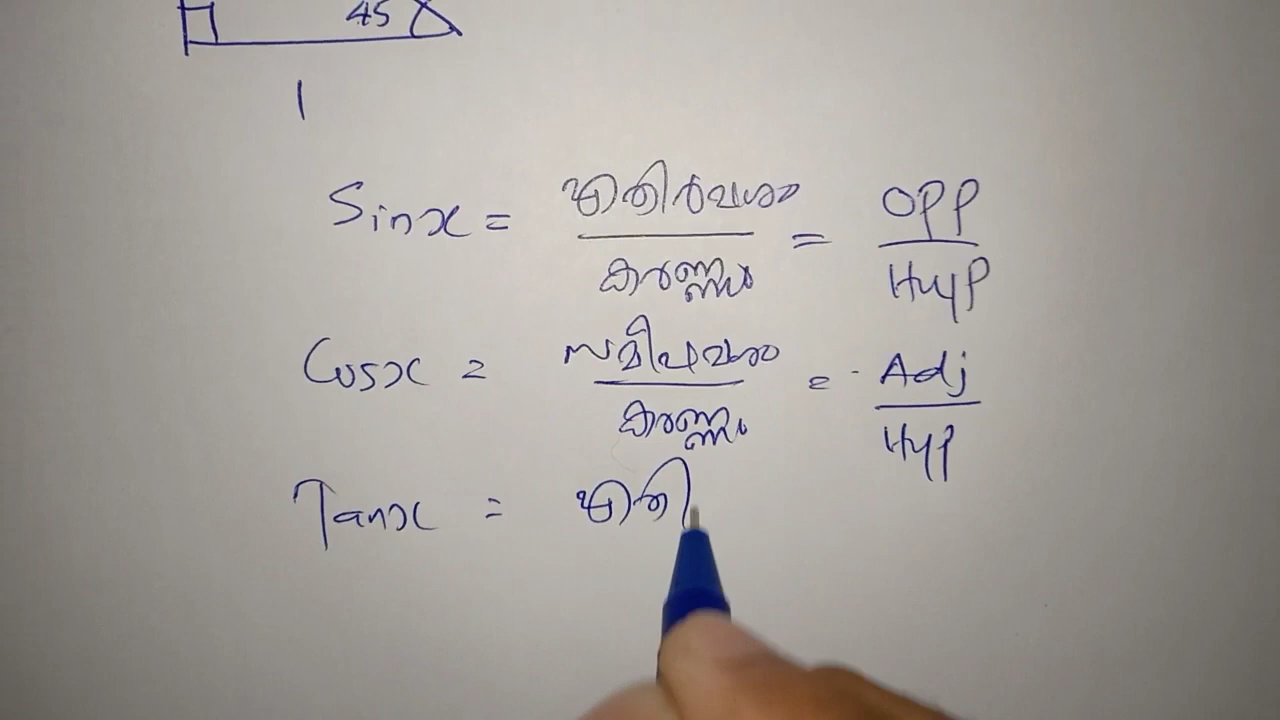 45
1
Sinx = എതിർവശം / കർണ്ണം = OPP / HYP
Cosx = സമീപവശം / കർണ്ണം = Adj / Hyp
Tanx = എതി